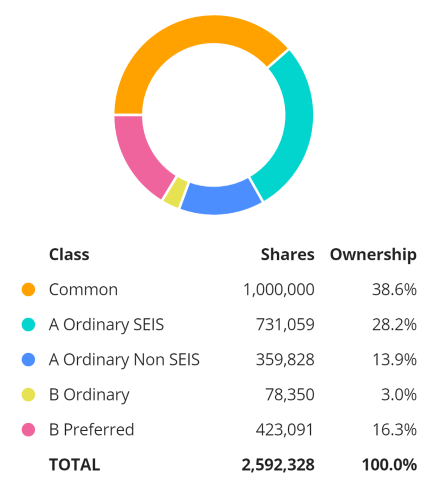 Class Shares Ownership
Common 1,000,000 38.6%
A Ordinary SEIS 731,059 28.2%
A Ordinary Non SEIS 359,828 13.9%
B Ordinary 78,350 3.0%
B Preferred 423,091 16.3%
TOTAL 2,592,328 100.0%